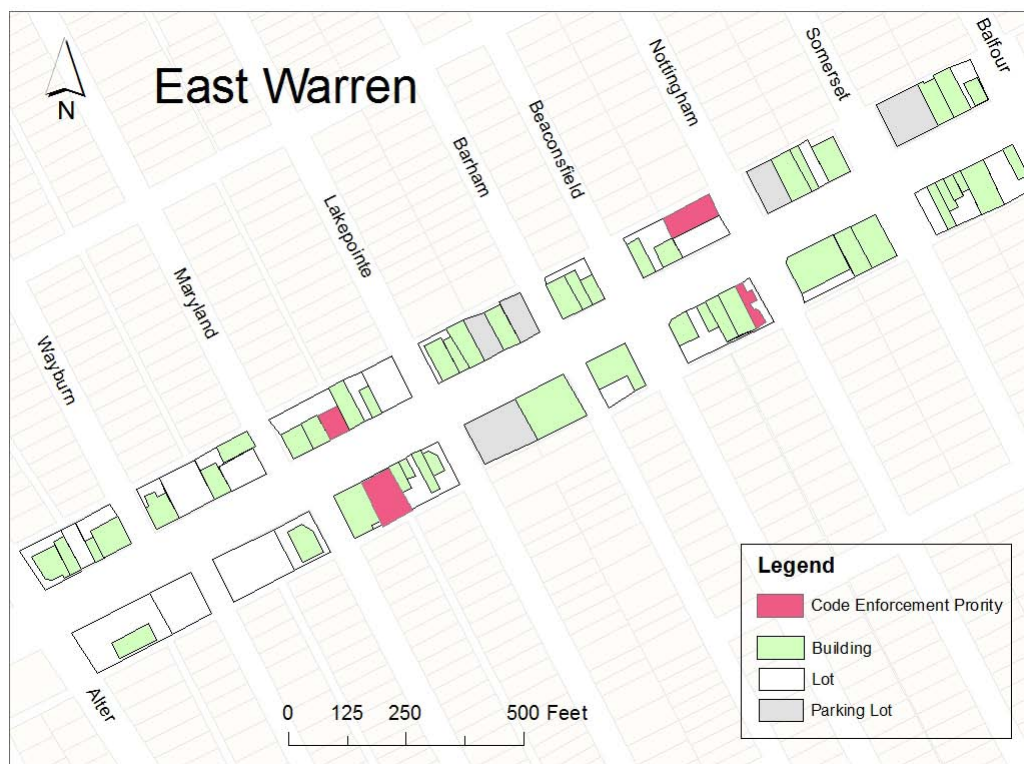 East Warren
N
Balfour
Somerset
Nottingham
Beaconsfield
Barham
Lakepointe
Maryland
Wayburn
Alter
0 125 250 500 Feet
Legend
Code Enforcement Prority
Building
Lot
Parking Lot